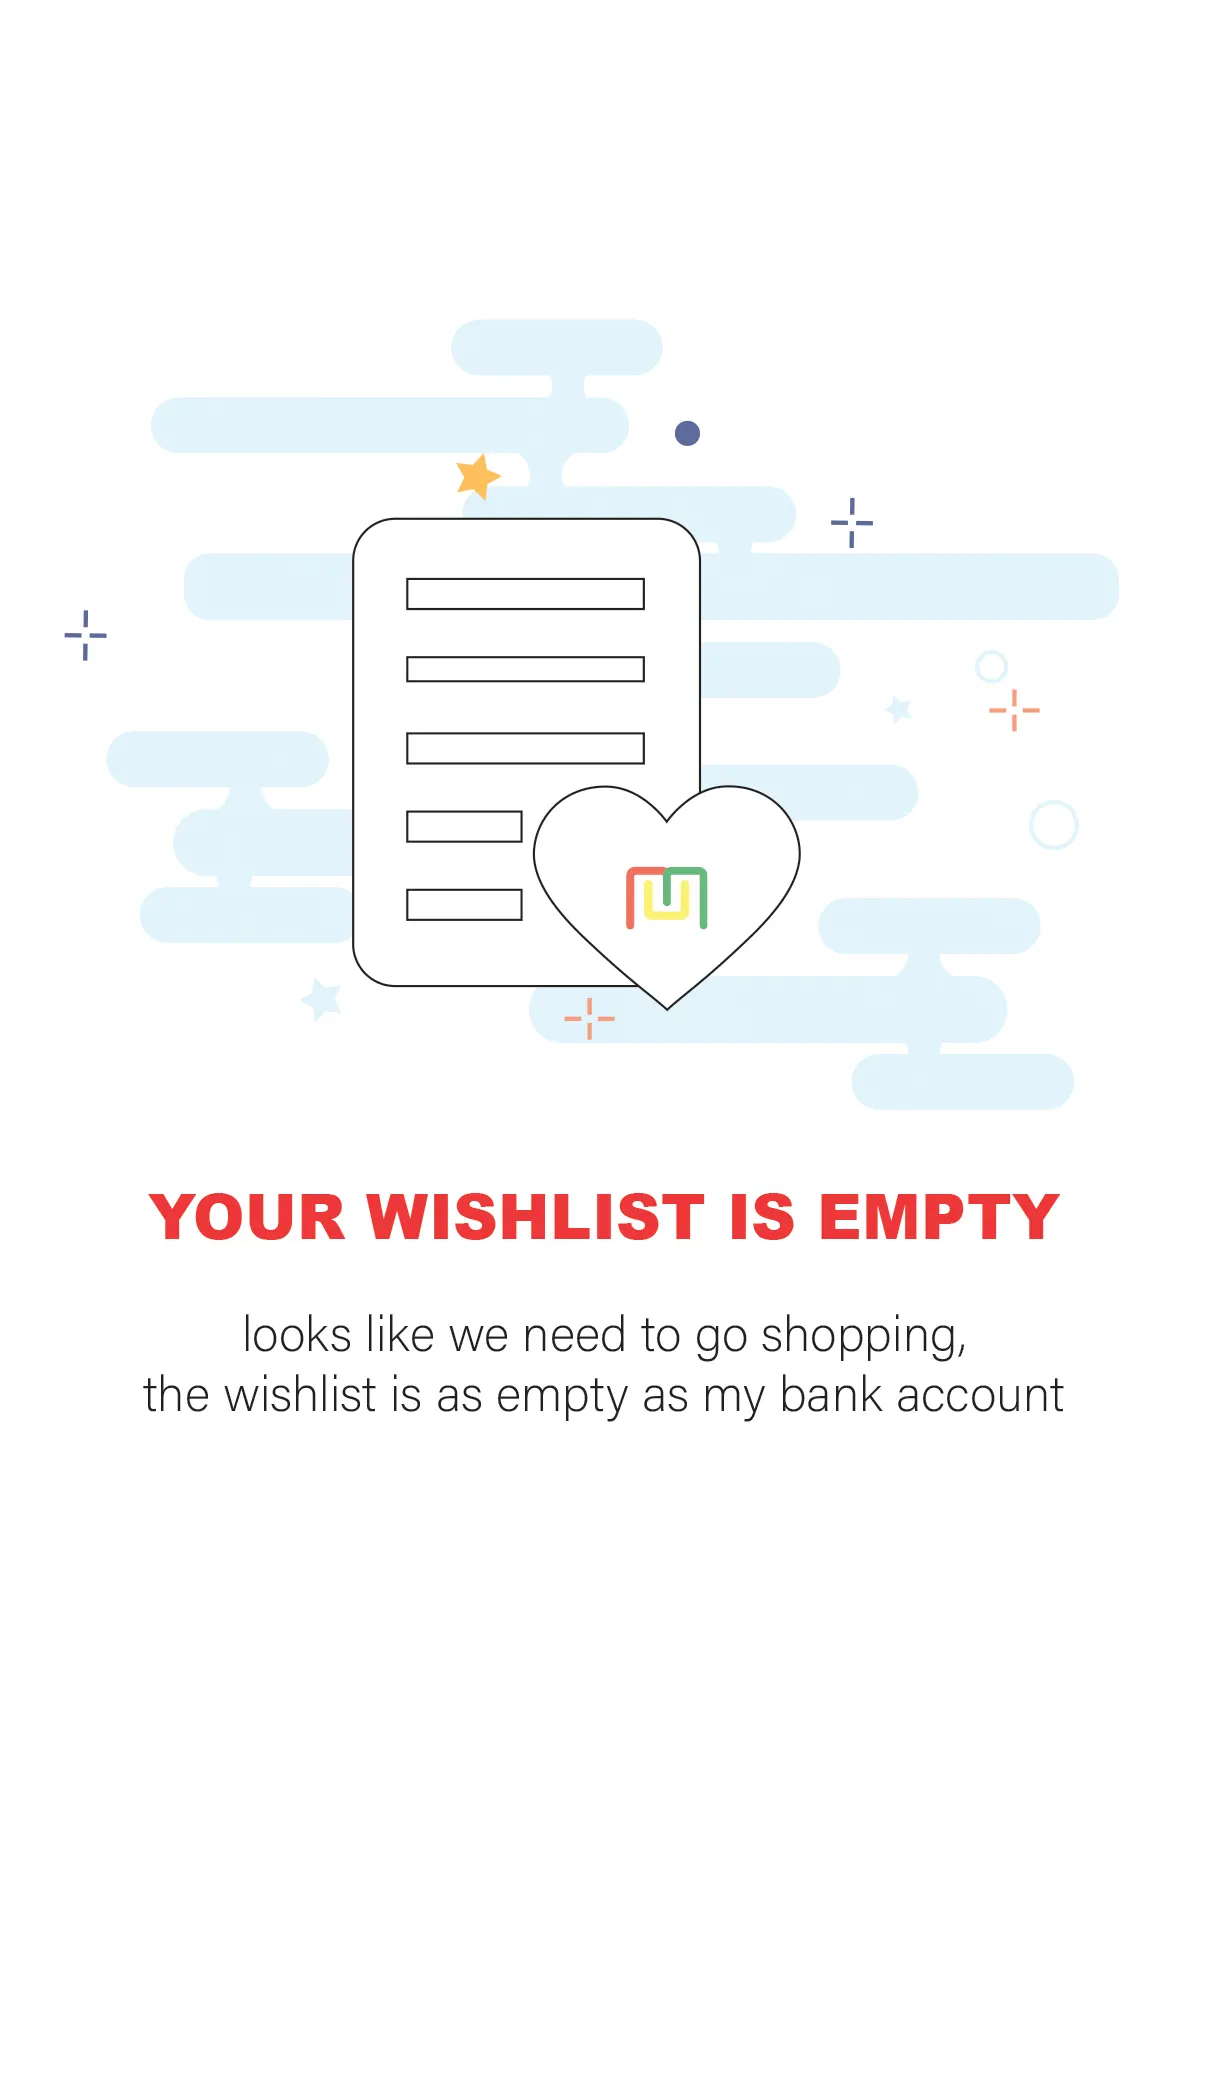 YOUR WISHLIST IS EMPTY
looks like we need to go shopping,
the wishlist is as empty as my bank account